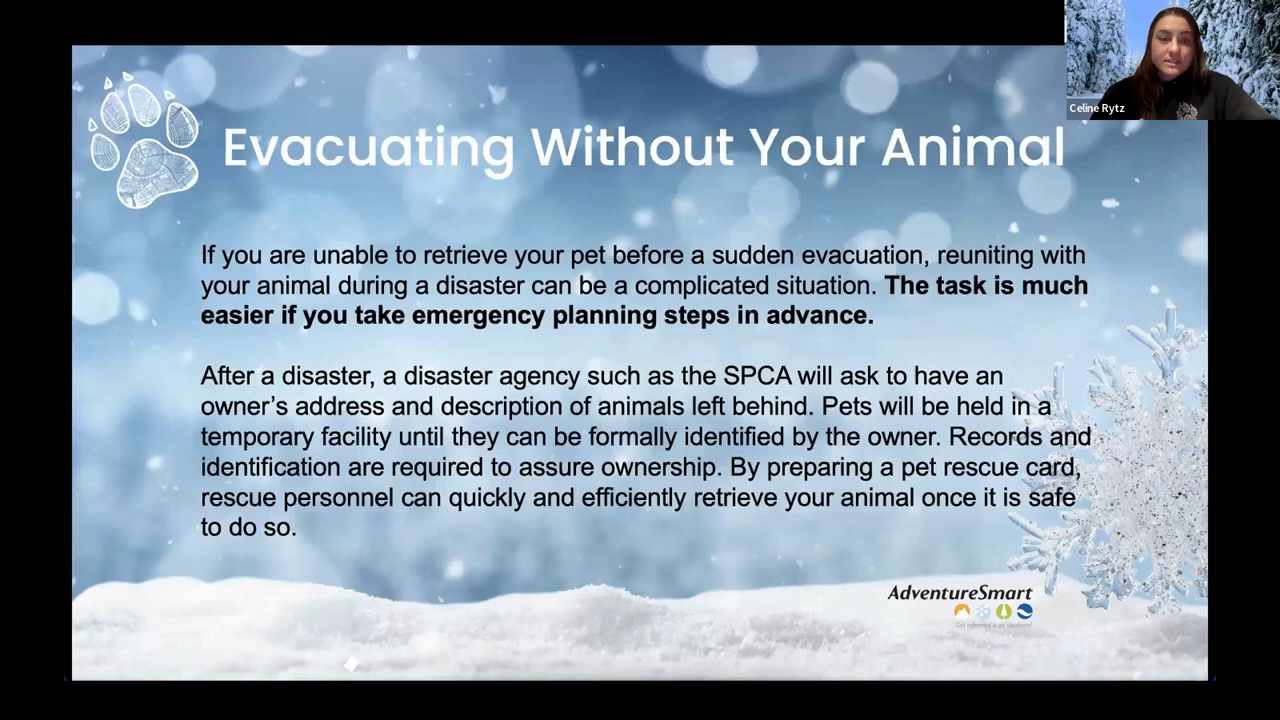 Celine Rytz
Evacuating Without Your Animal
If you are unable to retrieve your pet before a sudden evacuation, reuniting with
your animal during a disaster can be a complicated situation. The task is much
easier if you take emergency planning steps in advance.
After a disaster, a disaster agency such as the SPCA will ask to have an
owner's address and description of animals left behind. Pets will be held in a
temporary facility until they can be formally identified by the owner. Records and
identification are required to assure ownership. By preparing a pet rescue card,
rescue personnel can quickly and efficiently retrieve your animal once it is safe
to do so.
AdventureSmart